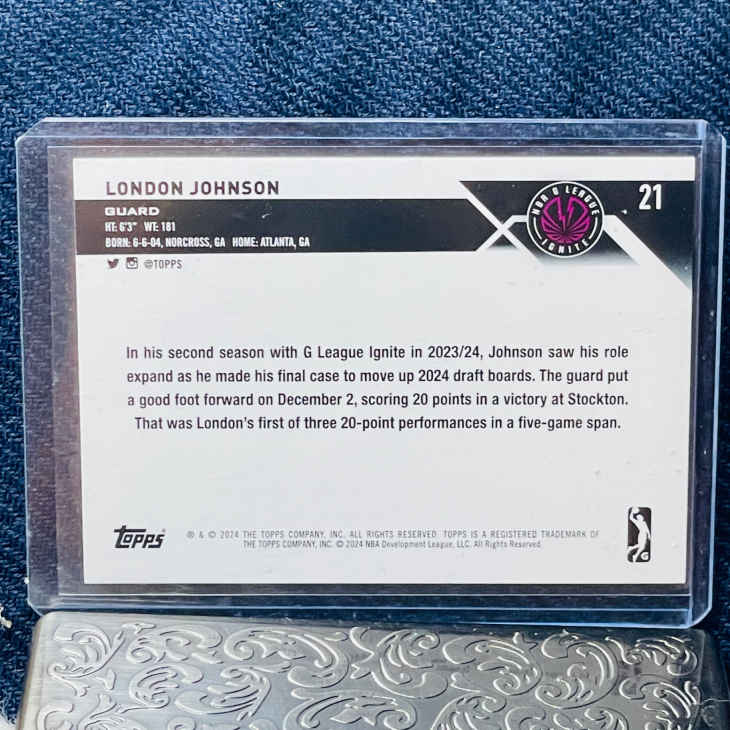 LONDON JOHNSON
21
GUARD
HT: 6'3" WT: 181
BORN: 6-6-04, NORCROSS, GA HOME: ATLANTA, GA
@TOPPS
NBA G LEAGUE
IGNITE
In his second season with G League Ignite in 2023/24, Johnson saw his role
expand as he made his final case to move up 2024 draft boards. The guard put
a good foot forward on December 2, scoring 20 points in a victory at Stockton.
That was London's first of three 20-point performances in a five-game span.
Topps
® & © 2024 THE TOPPS COMPANY, INC. ALL RIGHTS RESERVED. TOPPS IS A REGISTERED TRADEMARK OF
THE TOPPS COMPANY, INC. © 2024 NBA Development League, LLC. All Rights Reserved.
G